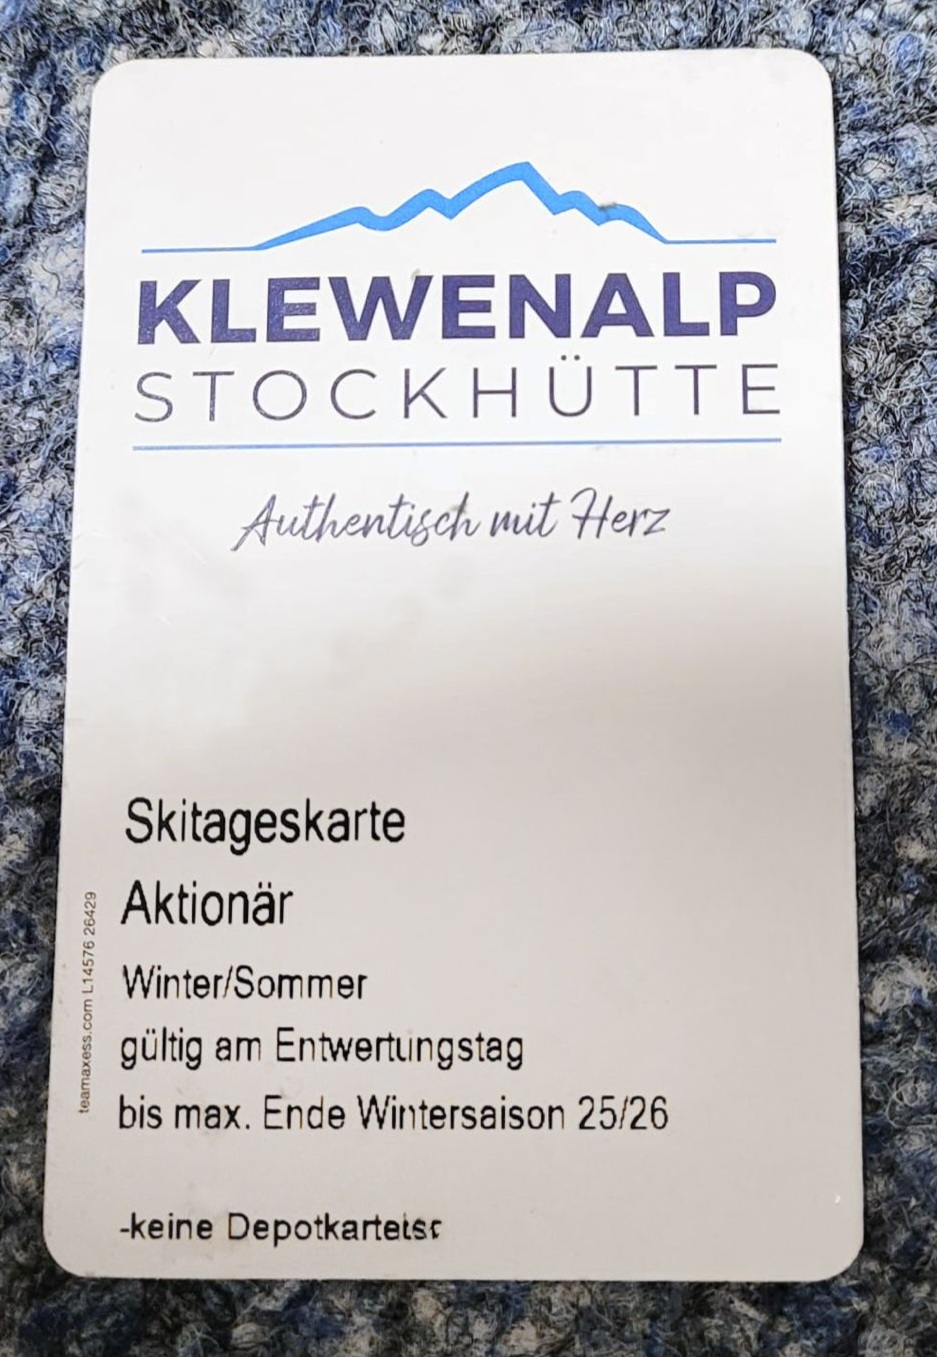 KLEWENALP
STOCKHÜTTE
Authentisch mit Herz
Skitageskarte
Aktionär
Winter/Sommer
gültig am Entwertungstag
bis max. Ende Wintersaison 25/26
-keine
teamaxess.com L14576 26429